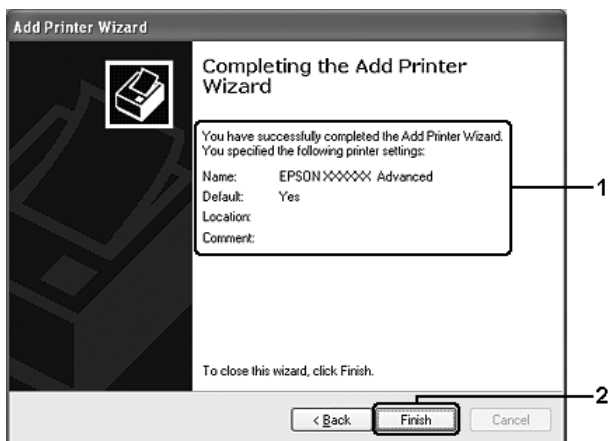 Add Printer Wizard
Completing the Add Printer
Wizard
You have successfully completed the Add Printer Wizard.
You specified the following printer settings:
Name: EPSON XXXXXX Advanced
Default: Yes
Location:
Comment:
1
To close this wizard, click Finish.
2
< Back Finish Cancel